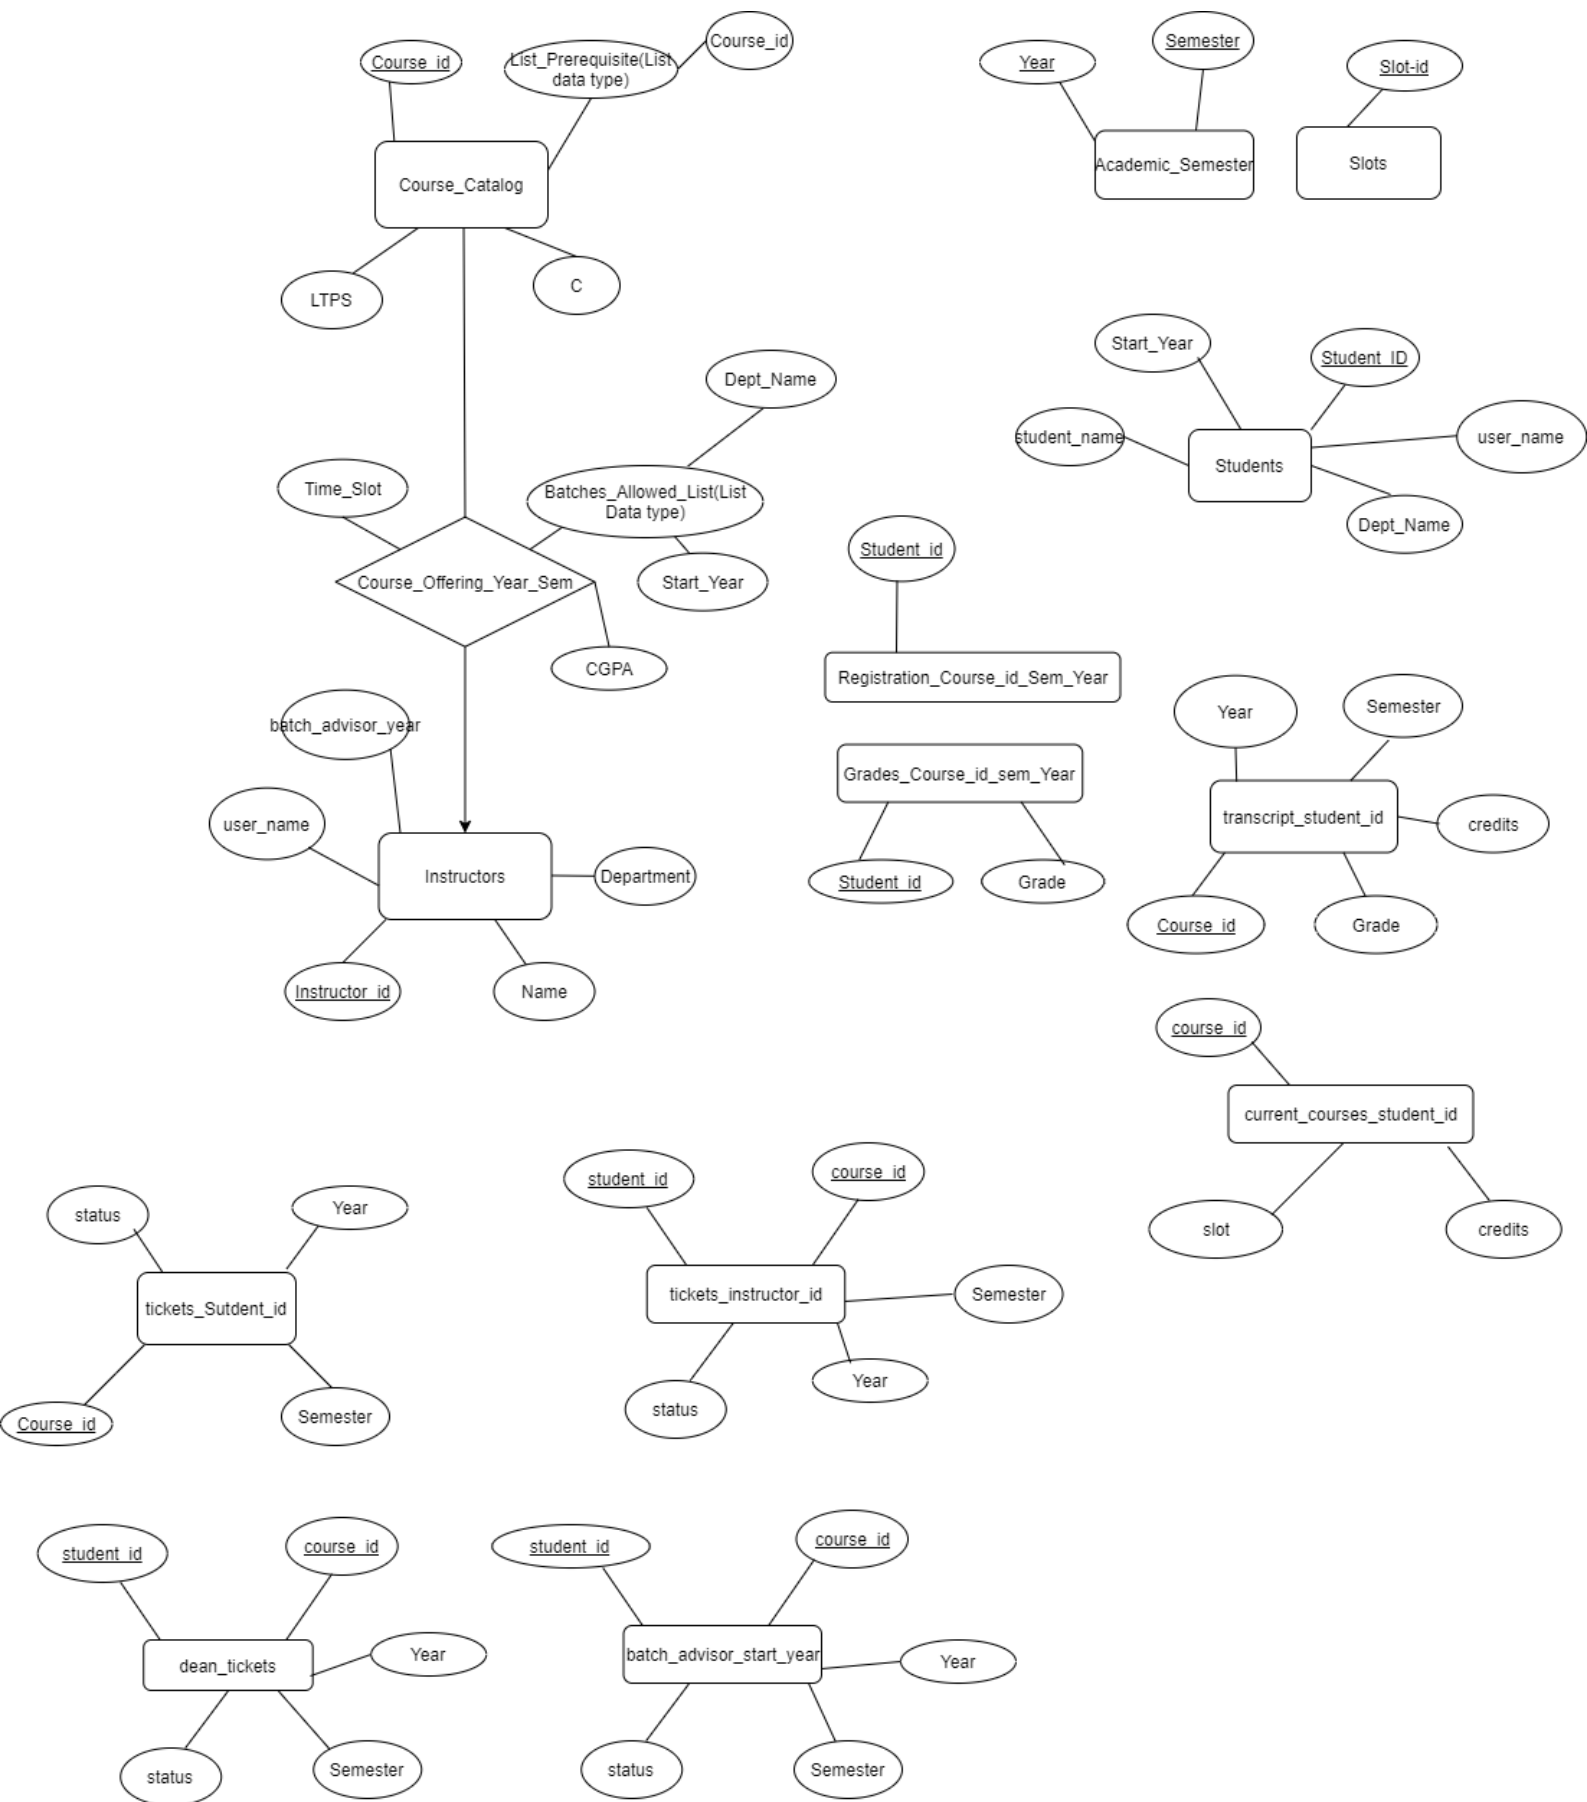 Course_id
List_Prerequisite(List
data type)
Course_id
Course_Catalog
LTPS
C
Year
Semester
Academic_Semester
Slot-id
Slots
Start_Year
Student_ID
student_name
user_name
Students
Dept_Name
Dept_Name
Time_Slot
Batches_Allowed_List(List
Data type)
Course_Offering_Year_Sem
Start_Year
CGPA
Student_id
Registration_Course_id_Sem_Year
batch_advisor_year
user_name
Instructors
Department
Instructor_id
Name
Grades_Course_id_sem_Year
Student_id
Grade
Year
Semester
transcript_student_id
credits
Course_id
Grade
course_id
current_courses_student_id
slot
credits
status
Year
tickets_Sutdent_id
Course_id
Semester
student_id
course_id
tickets_instructor_id
Semester
status
Year
student_id
course_id
dean_tickets
Year
status
Semester
student_id
course_id
batch_advisor_start_year
Year
status
Semester